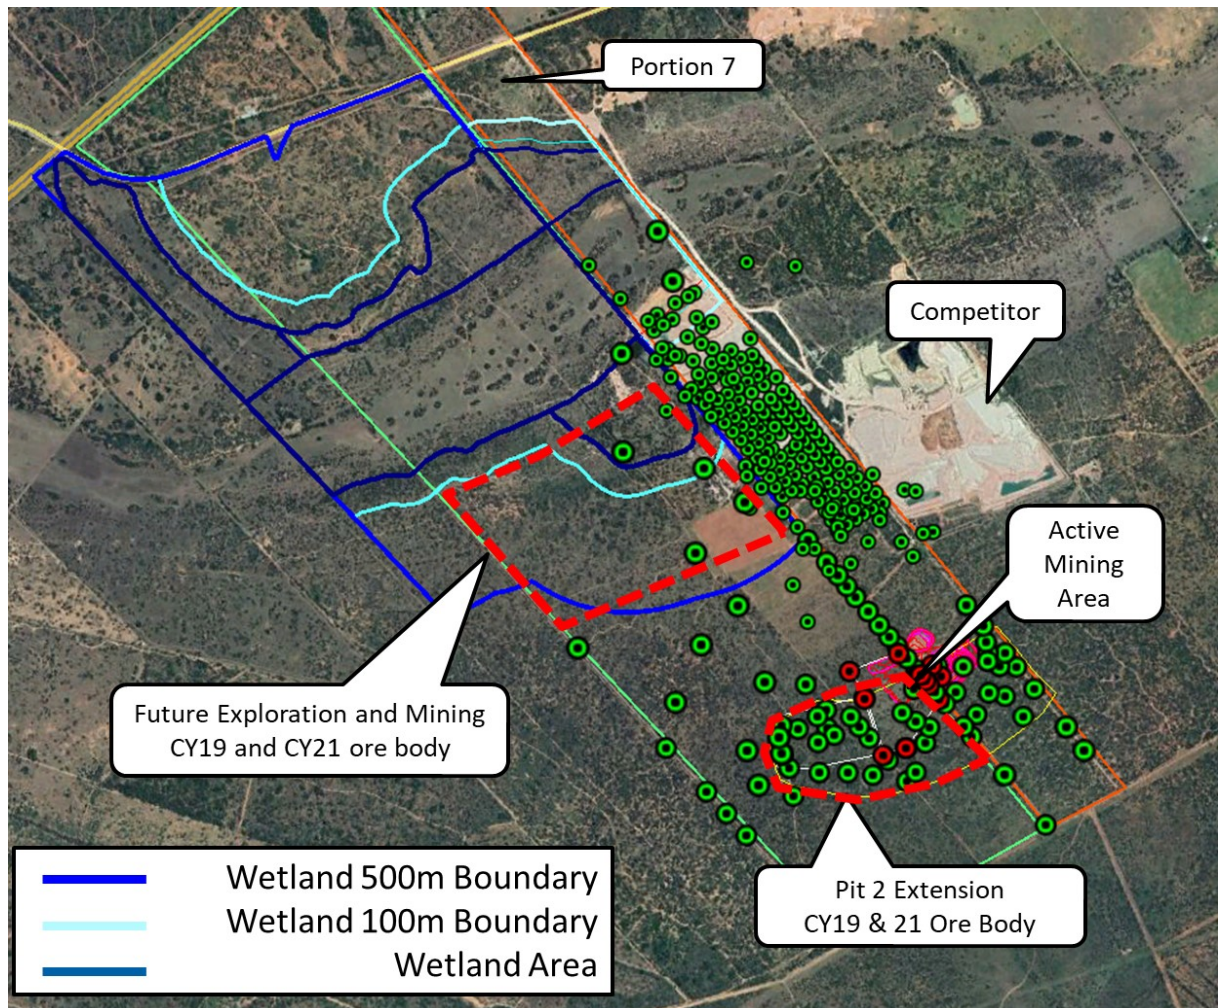 Portion 7
Competitor
Active
Mining
Area
Future Exploration and Mining
CY19 and CY21 ore body
Pit 2 Extension
CY19 & 21 Ore Body
Wetland 500m Boundary
Wetland 100m Boundary
Wetland Area